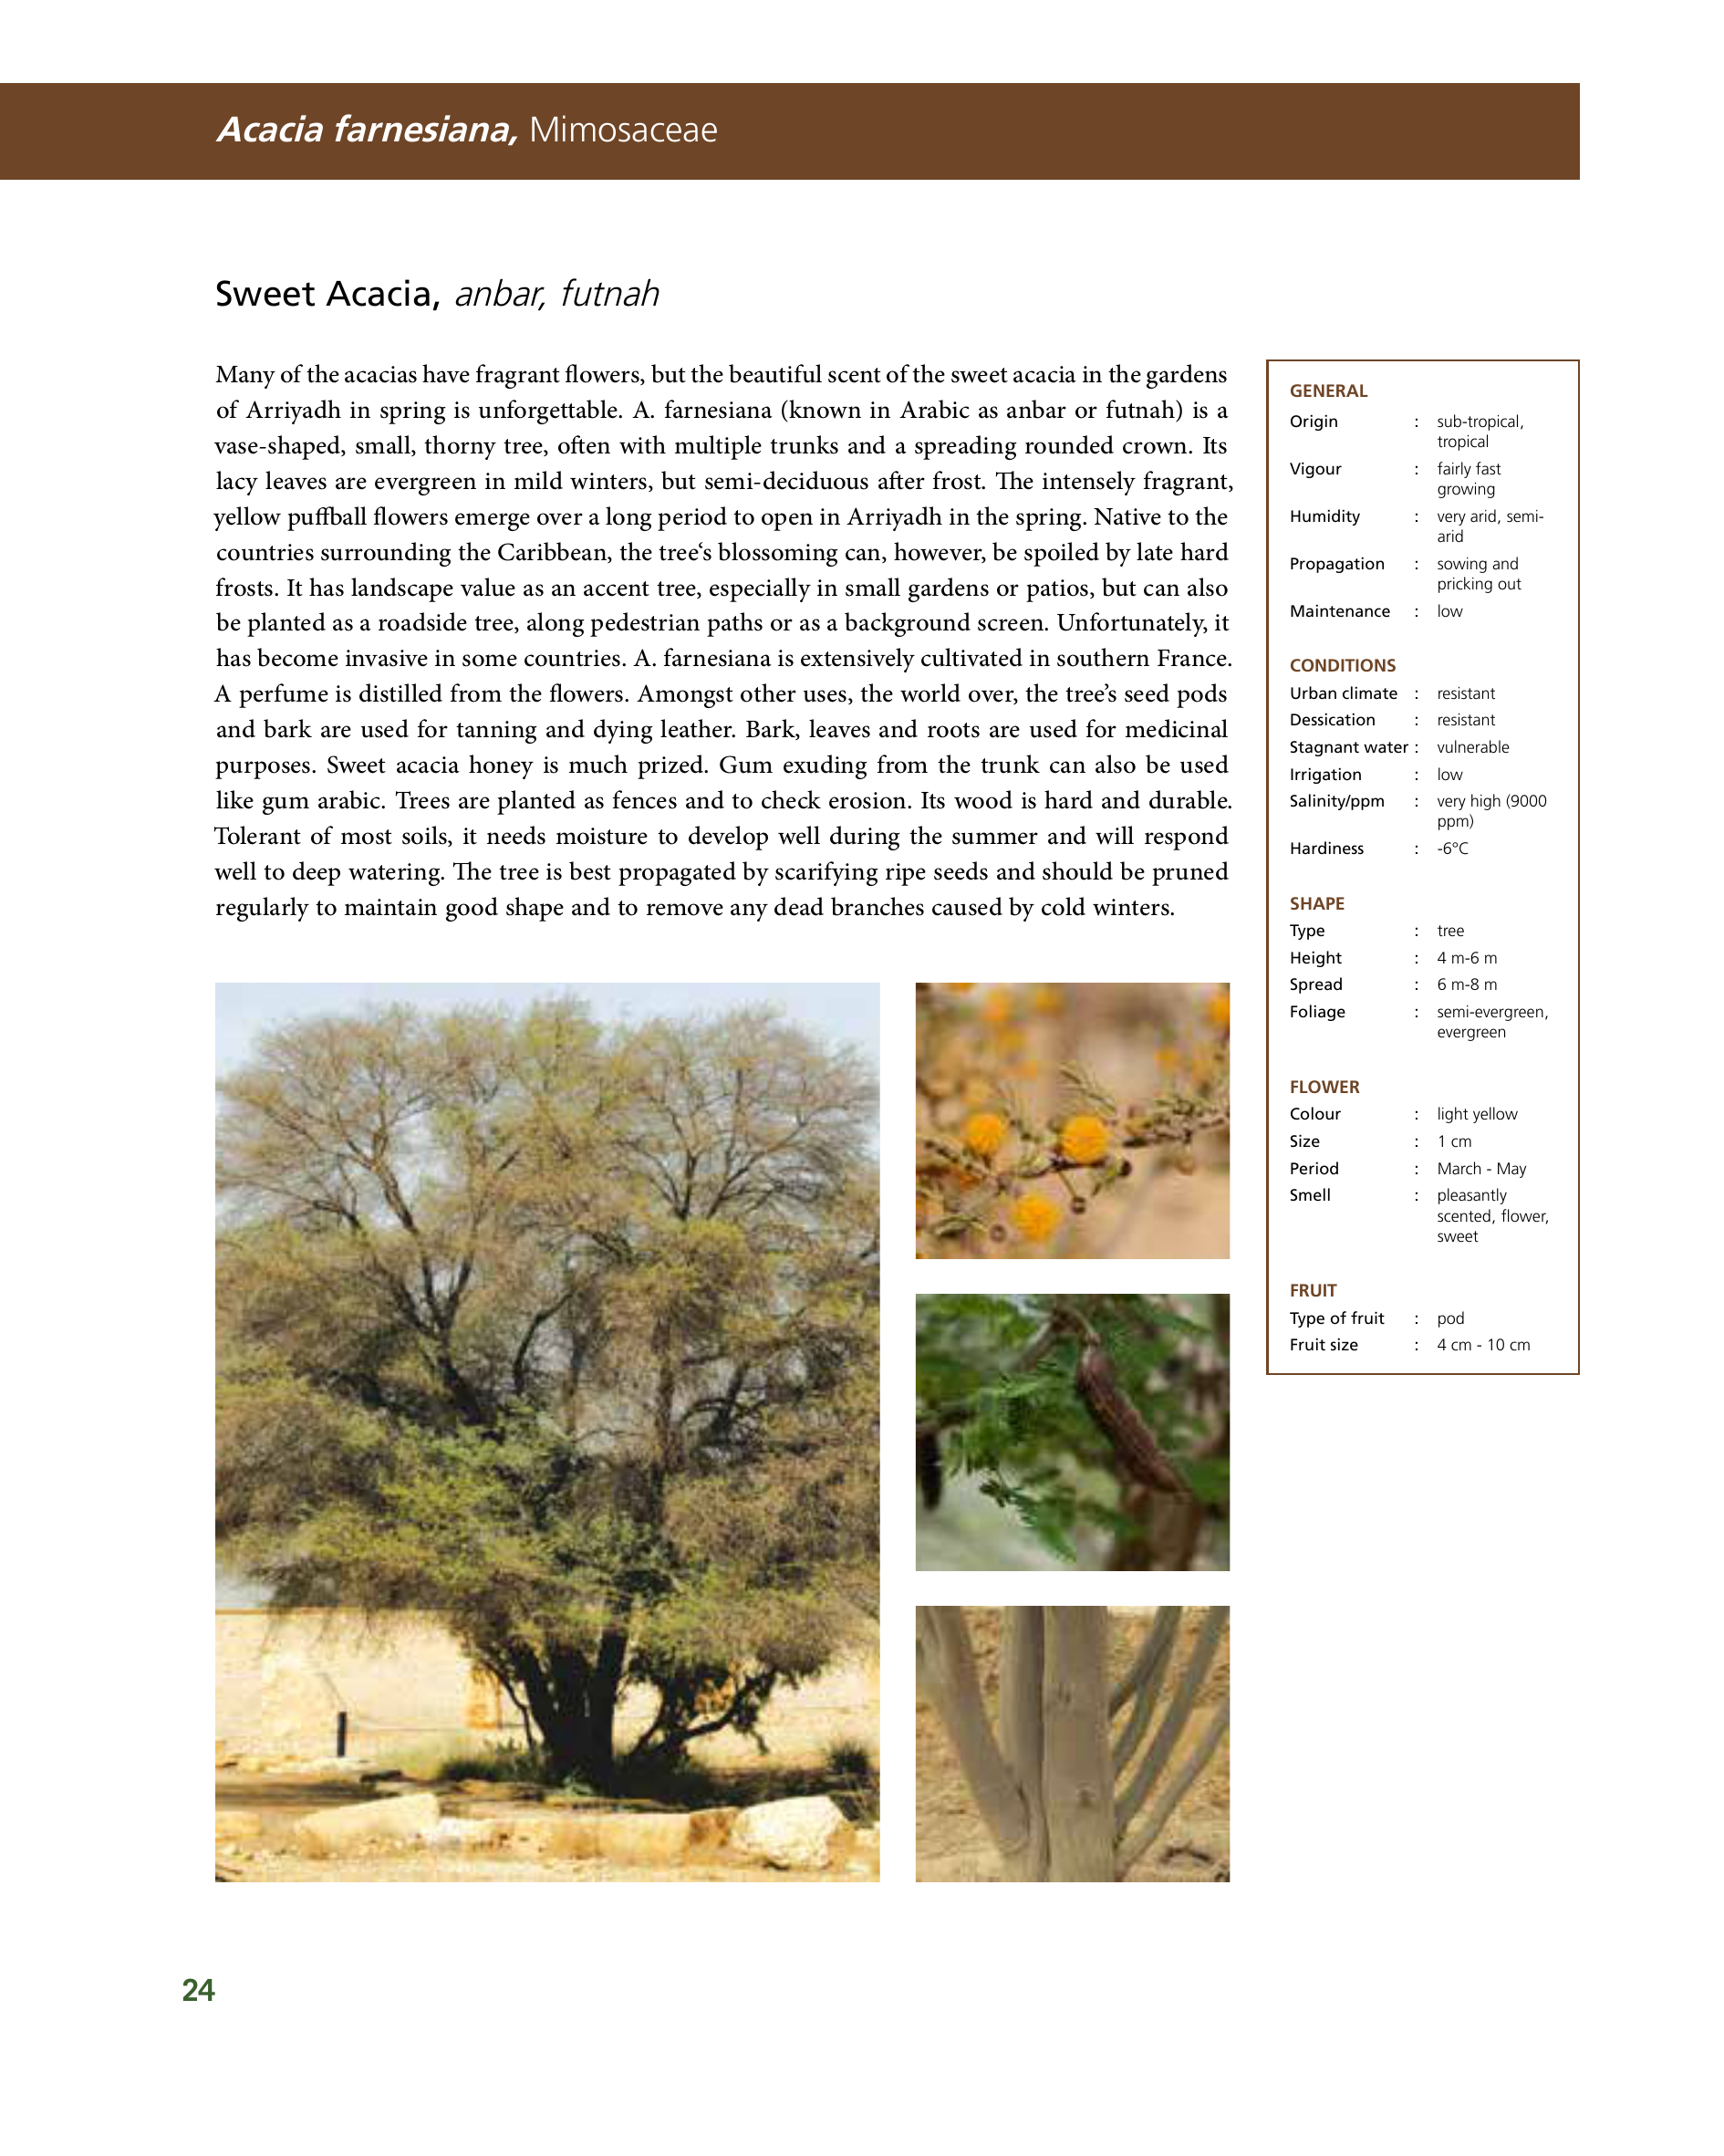 Acacia farnesiana, Mimosaceae
Sweet Acacia, anbar, futnah
Many of the acacias have fragrant flowers, but the beautiful scent of the sweet acacia in the gardens
of Arriyadh in spring is unforgettable. A. farnesiana (known in Arabic as anbar or futnah) is a
vase-shaped, small, thorny tree, often with multiple trunks and a spreading rounded crown. Its
lacy leaves are evergreen in mild winters, but semi-deciduous after frost. The intensely fragrant,
yellow puffball flowers emerge over a long period to open in Arriyadh in the spring. Native to the
countries surrounding the Caribbean, the tree‘s blossoming can, however, be spoiled by late hard
frosts. It has landscape value as an accent tree, especially in small gardens or patios, but can also
be planted as a roadside tree, along pedestrian paths or as a background screen. Unfortunately, it
has become invasive in some countries. A. farnesiana is extensively cultivated in southern France.
A perfume is distilled from the flowers. Amongst other uses, the world over, the tree’s seed pods
and bark are used for tanning and dying leather. Bark, leaves and roots are used for medicinal
purposes. Sweet acacia honey is much prized. Gum exuding from the trunk can also be used
like gum arabic. Trees are planted as fences and to check erosion. Its wood is hard and durable.
Tolerant of most soils, it needs moisture to develop well during the summer and will respond
well to deep watering. The tree is best propagated by scarifying ripe seeds and should be pruned
regularly to maintain good shape and to remove any dead branches caused by cold winters.
GENERAL
Origin : sub-tropical,
tropical
Vigour : fairly fast
growing
Humidity : very arid, semi-
arid
Propagation : sowing and
pricking out
Maintenance : low
CONDITIONS
Urban climate : resistant
Dessication : resistant
Stagnant water : vulnerable
Irrigation : low
Salinity/ppm : very high (9000
ppm)
Hardiness : -6°C
SHAPE
Type : tree
Height : 4 m-6 m
Spread : 6 m-8 m
Foliage : semi-evergreen,
evergreen
FLOWER
Colour : light yellow
Size : 1 cm
Period : March - May
Smell : pleasantly
scented, flower,
sweet
FRUIT
Type of fruit : pod
Fruit size : 4 cm - 10 cm
24